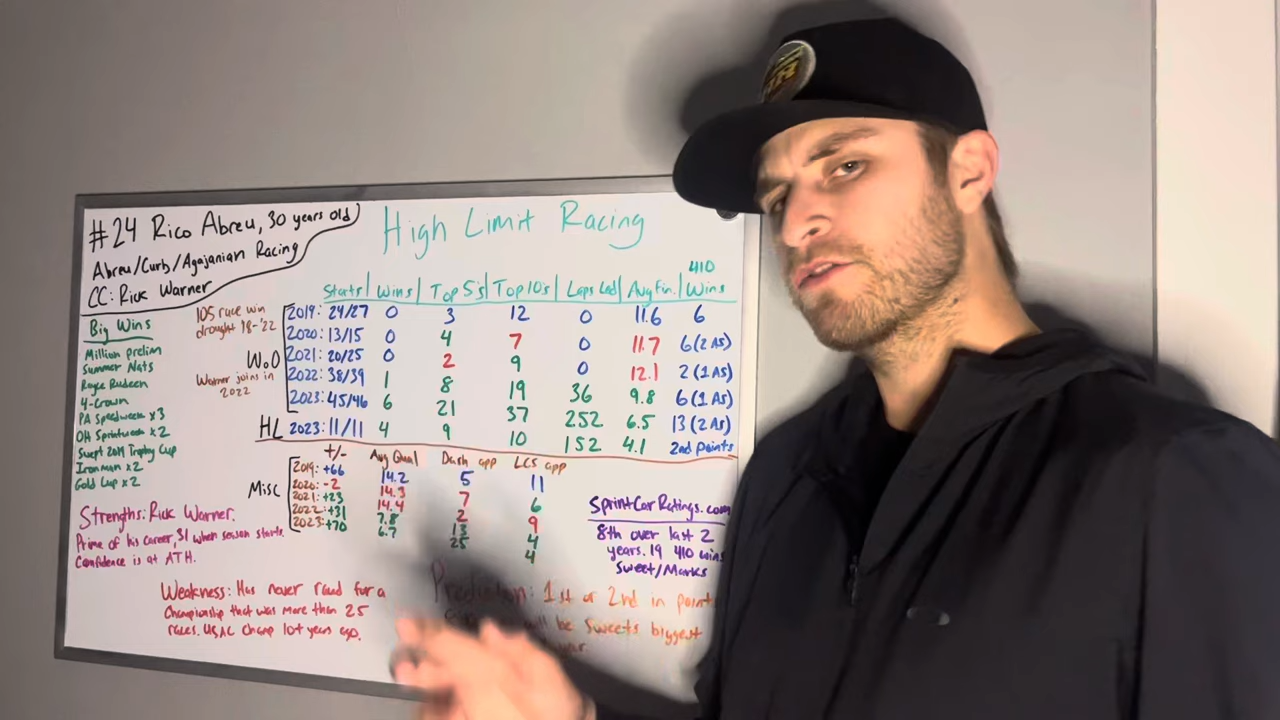 #24 Rico Abreu, 30 years old
Abreu/Curb/Agajanian Racing
CC: Rick Warner
High Limit Racing
Big Wins
Million prelim
Summer Nats
Royce Rudeen
4-Crown
PA Speedweek x3
OH Sprintweek x2
Swept 2019 Trophy Cup
Ironman x2
Gold Cup x2
105 race win
drought '18-'22
WoO
Warner joins in
2022
Starts Wins Top 5's Top 10's Laps Led Avg Fin. 410 Wins
2019: 24/27 0 3 12 0 11.6 6
2020: 13/15 0 4 7 0 11.7 6 (2 AS)
2021: 20/25 0 2 9 0 12.1 2 (1 AS)
2022: 38/39 1 8 19 36 9.8 6 (1 AS)
2023: 45/46 6 21 37 252 6.5 13 (2 AS)
HL 2023: 11/11 4 9 10 152 4.1 2nd points
Misc
+/- Avg Qual Dash app LCS app
2019: +66 14.2 5 11
2020: -2 14.3 7 6
2021: +23 14.4 2 9
2022: +31 7.8 13 4
2023: +70 6.7 25 4
SprintCarRatings.com
8th over last 2
years. 19 410 wins
Sweet/Marks
Strengths: Rick Warner.
Prime of his career, 31 when season starts.
Confidence is at ATH.
Weakness: Has never raced for a
Championship that was more than 25
races. USAC champ 10+ years ago.
Prediction: 1st or 2nd in point
will be Sweets biggest